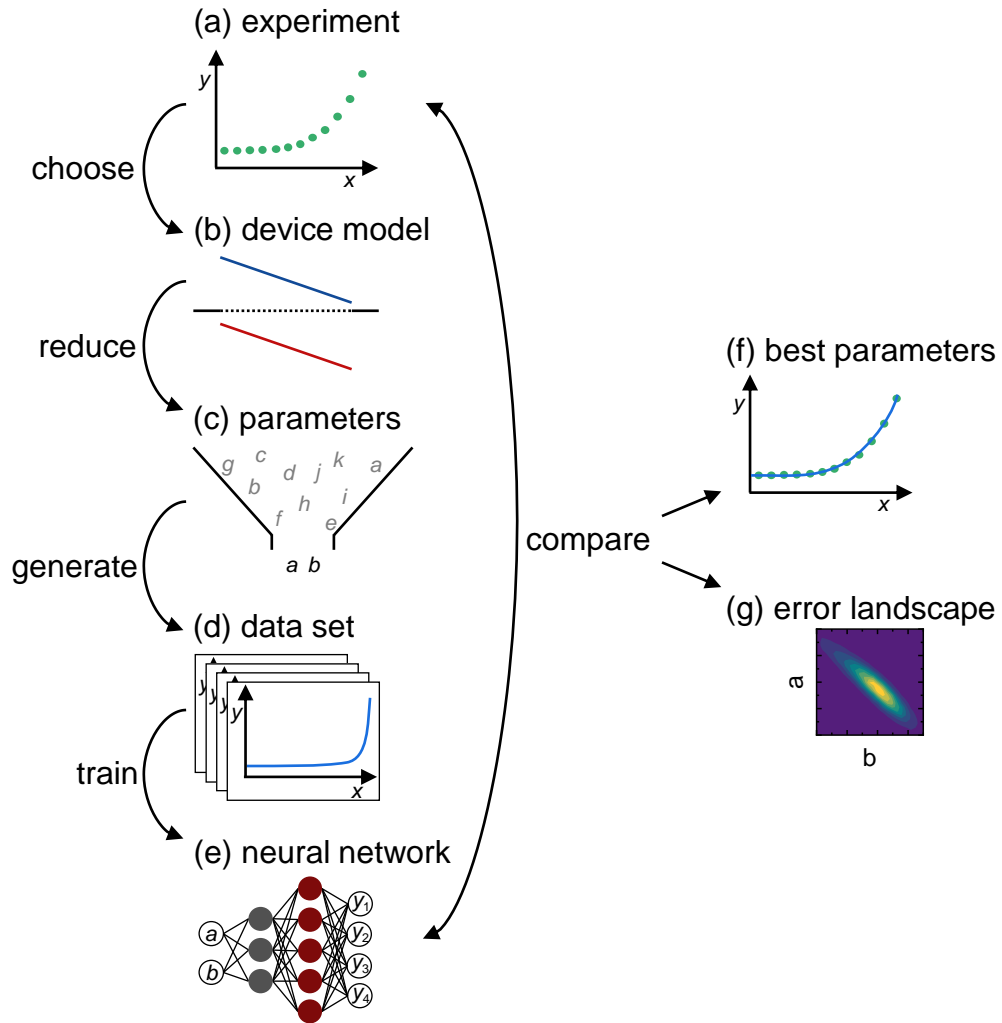 (a) experiment
y
x
choose
(b) device model
reduce
(c) parameters
g c d j k a
b h i
f e
a b
generate
(d) data set
y y y y
x
train
(e) neural network
a
b
y1
y2
y3
y4
compare
(f) best parameters
y
x
(g) error landscape
a
b